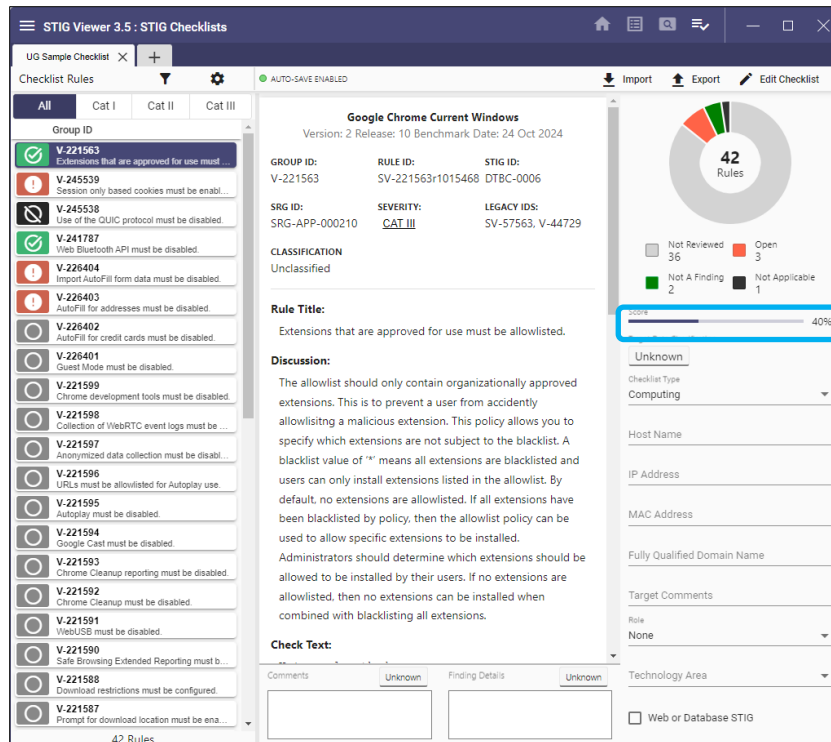 STIG Viewer 3.5 : STIG Checklists
UG Sample Checklist
Checklist Rules
AUTO-SAVE ENABLED
Import
Export
Edit Checklist
All
Cat I
Cat II
Cat III
Group ID
V-221563
Extensions that are approved for use must ...
V-245539
Session only based cookies must be enabl...
V-245538
Use of the QUIC protocol must be disabled.
V-241787
Web Bluetooth API must be disabled.
V-226404
Import AutoFill form data must be disabled.
V-226403
AutoFill for addresses must be disabled.
V-226402
AutoFill for credit cards must be disabled.
V-226401
Guest Mode must be disabled.
V-221599
Chrome development tools must be disabled.
V-221598
Collection of WebRTC event logs must be ...
V-221597
Anonymized data collection must be disabl...
V-221596
URLs must be allowlisted for Autoplay use.
V-221595
Autoplay must be disabled.
V-221594
Google Cast must be disabled.
V-221593
Chrome Cleanup reporting must be disabled.
V-221592
Chrome Cleanup must be disabled.
V-221591
WebUSB must be disabled.
V-221590
Safe Browsing Extended Reporting must b...
V-221588
Download restrictions must be configured.
V-221587
Prompt for download location must be ena...
42 Rules
Google Chrome Current Windows
Version: 2 Release: 10 Benchmark Date: 24 Oct 2024
GROUP ID:
RULE ID:
STIG ID:
V-221563
SV-221563r1015468
DTBC-0006
SRG ID:
SEVERITY:
LEGACY IDS:
SRG-APP-000210
CAT III
SV-57563, V-44729
CLASSIFICATION
Unclassified
Rule Title:
Extensions that are approved for use must be allowlisted.
Discussion:
The allowlist should only contain organizationally approved
extensions. This is to prevent a user from accidently
allowlisitng a malicious extension. This policy allows you to
specify which extensions are not subject to the blacklist. A
blacklist value of '*' means all extensions are blacklisted and
users can only install extensions listed in the allowlist. By
default, no extensions are allowlisted. If all extensions have
been blacklisted by policy, then the allowlist policy can be
used to allow specific extensions to be installed.
Administrators should determine which extensions should be
allowed to be installed by their users. If no extensions are
allowlisted, then no extensions can be installed when
combined with blacklisting all extensions.
Check Text:
Comments
Unknown
Finding Details
Unknown
42
Rules
Not Reviewed
36
Open
3
Not A Finding
2
Not Applicable
1
Score
40%
Unknown
Checklist Type
Computing
Host Name
IP Address
MAC Address
Fully Qualified Domain Name
Target Comments
Role
None
Technology Area
Web or Database STIG